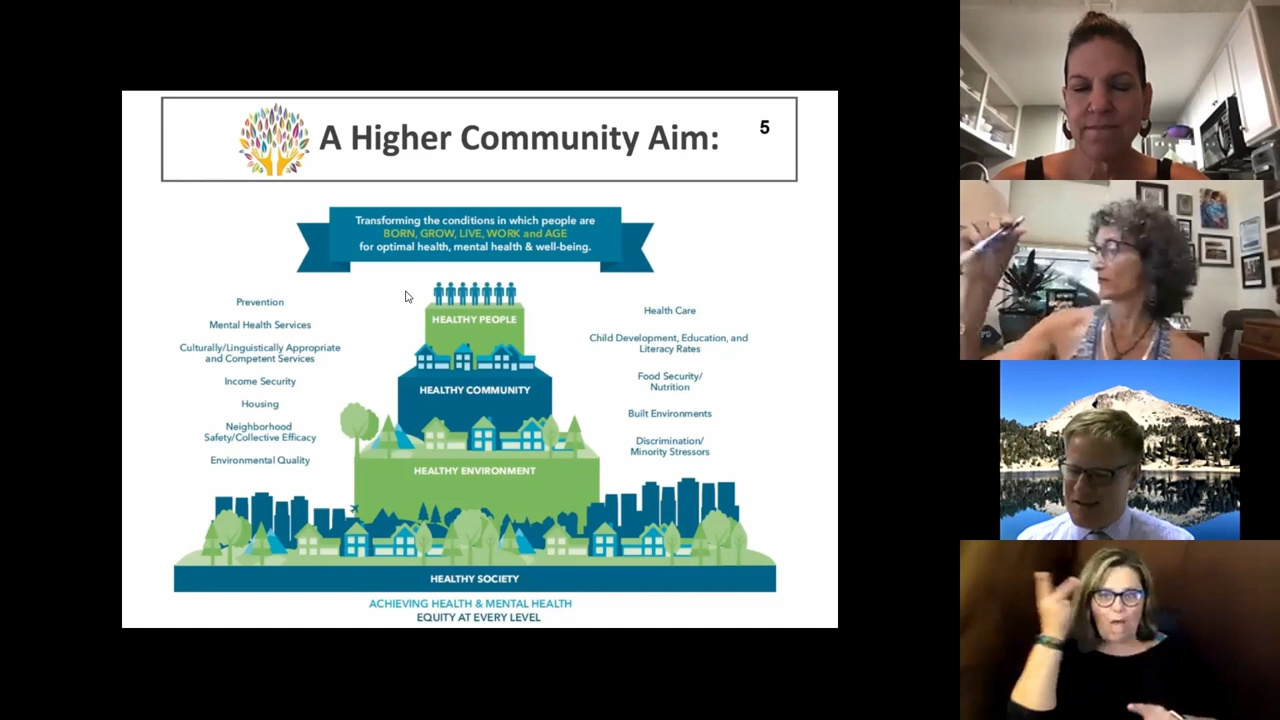 A Higher Community Aim:
5
Transforming the conditions in which people are
BORN, GROW, LIVE, WORK and AGE
for optimal health, mental health & well-being.
Prevention
Mental Health Services
Culturally/Linguistically Appropriate
and Competent Services
Income Security
Housing
Neighborhood
Safety/Collective Efficacy
Environmental Quality
HEALTHY PEOPLE
HEALTHY COMMUNITY
HEALTHY ENVIRONMENT
Health Care
Child Development, Education, and
Literacy Rates
Food Security/
Nutrition
Built Environments
Discrimination/
Minority Stressors
HEALTHY SOCIETY
ACHIEVING HEALTH & MENTAL HEALTH
EQUITY AT EVERY LEVEL